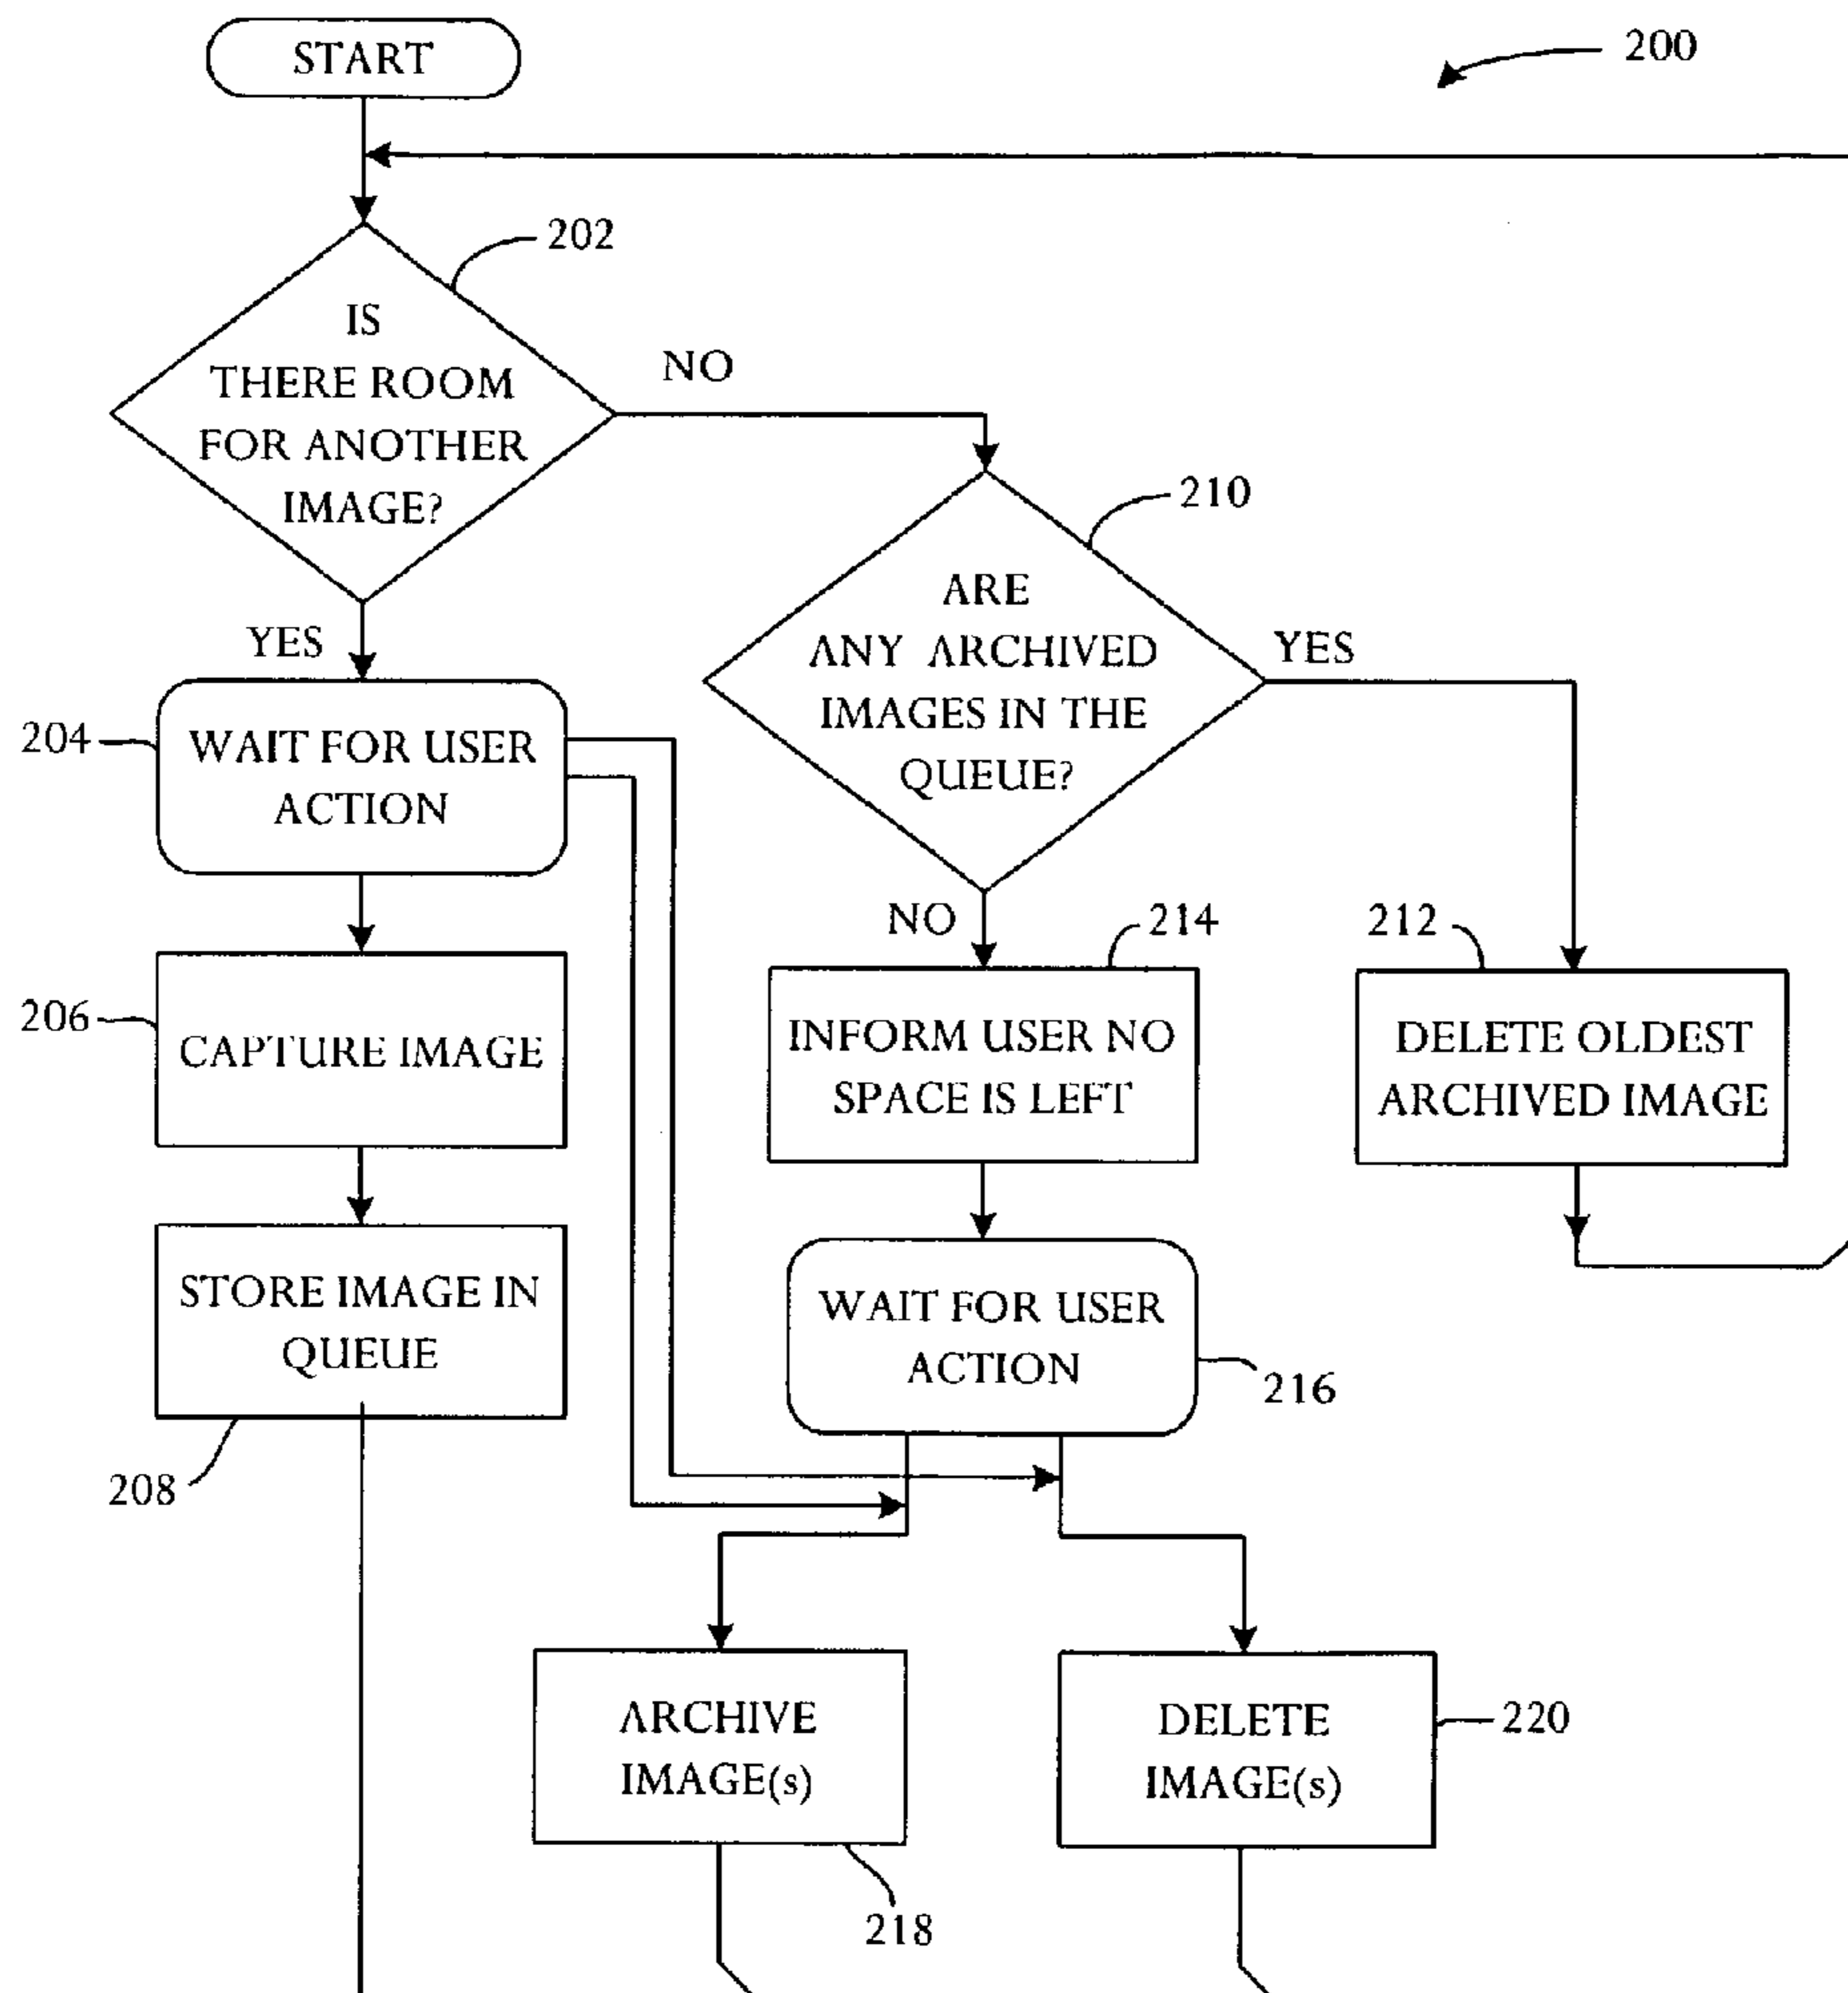 START
200
202
IS
THERE ROOM
FOR ANOTHER
IMAGE?
NO
YES
210
ARE
ANY ARCHIVED
IMAGES IN THE
QUEUE?
YES
NO
204
WAIT FOR USER
ACTION
206
CAPTURE IMAGE
214
INFORM USER NO
SPACE IS LEFT
212
DELETE OLDEST
ARCHIVED IMAGE
STORE IMAGE IN
QUEUE
208
WAIT FOR USER
ACTION
216
ARCHIVE
IMAGE(s)
218
DELETE
IMAGE(s)
220